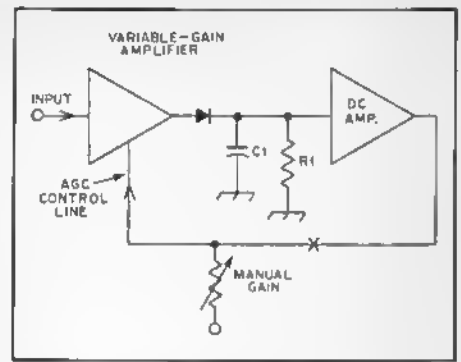 VARIABLE-GAIN
AMPLIFIER
INPUT
DC
AMP.
C1
R1
AGC
CONTROL
LINE
X
MANUAL
GAIN